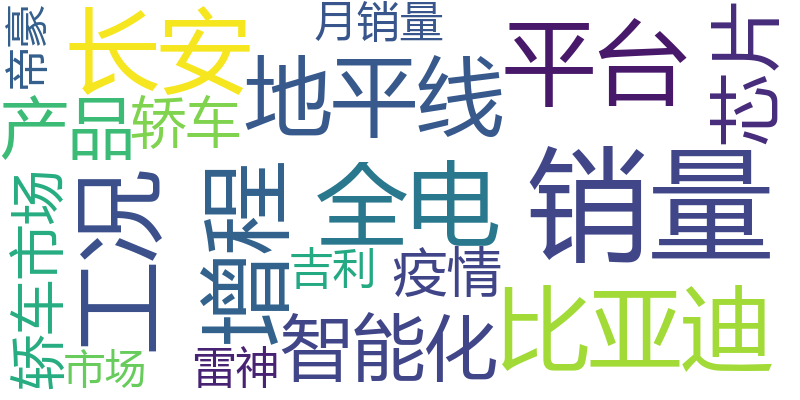 帝豪
长安
月销量
平台
芯片
产品
轿车
地平线
轿车市场
工况
增程
全电
销量
吉利
疫情
比亚迪
市场
雷神
智能化